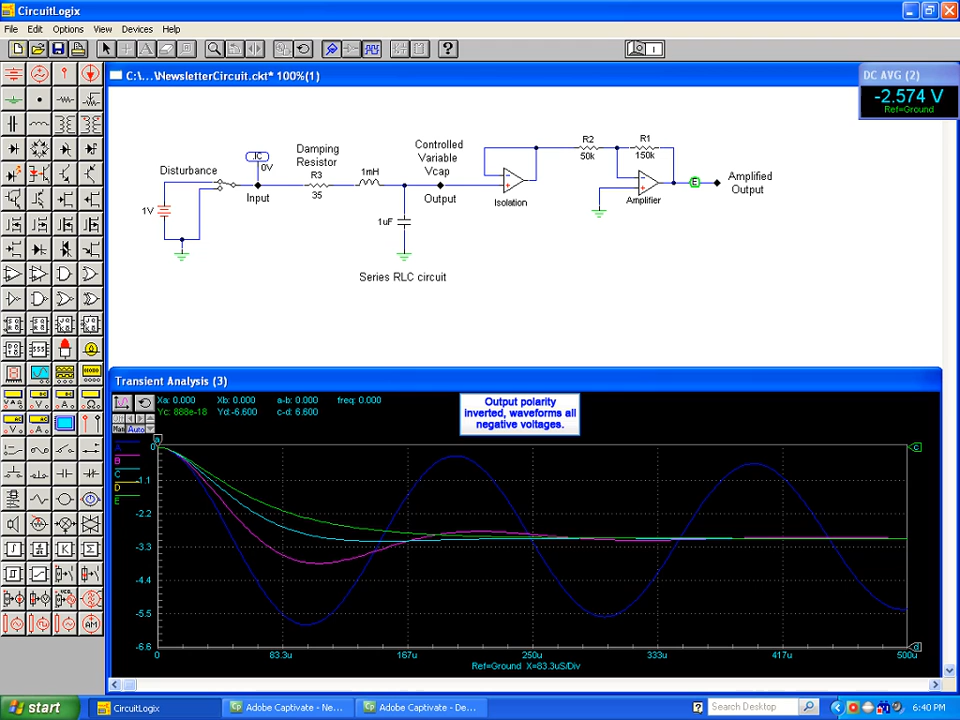 CircuitLogix
File Edit Options View Devices Help
C:\...\NewsletterCircuit.ckt* 100%(1)
DC AVG (2)
-2.574 V
Ref=Ground
Disturbance
1V
.IC
0V
Input
Damping
Resistor
R3
35
1mH
1uF
Controlled
Variable
Vcap
Output
Isolation
R2
50k
R1
150k
Amplifier
E
Amplified
Output
Series RLC circuit
Transient Analysis (3)
Xa: 0.000 Xb: 0.000 a-b: 0.000 freq: 0.000
Yc: 888e-18 Yd:-6.600 c-d: 6.600
Man Auto
Output polarity
inverted, waveforms all
negative voltages.
A
B
C
D
E
a
c
d
0
-1.1
-2.2
-3.3
-4.4
-5.5
-6.6
0 83.3u 167u 250u 333u 417u 500u
Ref=Ground X=83.3uS/Div
start CircuitLogix Adobe Captivate - Ne... Adobe Captivate - De... Search Desktop 6:40 PM